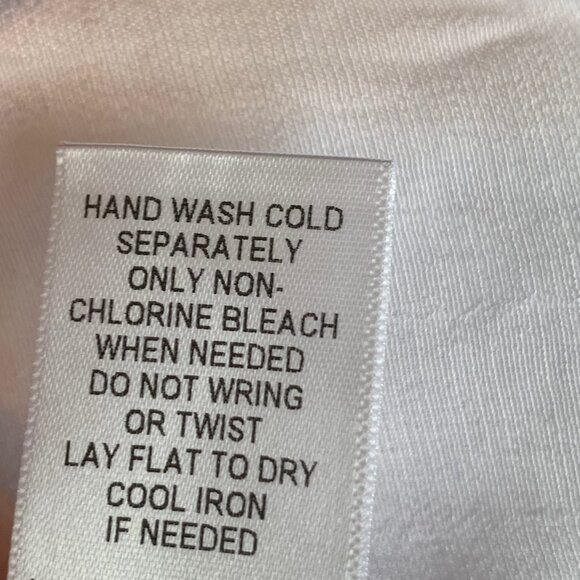 HAND WASH COLD
SEPARATELY
ONLY NON-
CHLORINE BLEACH
WHEN NEEDED
DO NOT WRING
OR TWIST
LAY FLAT TO DRY
COOL IRON
IF NEEDED